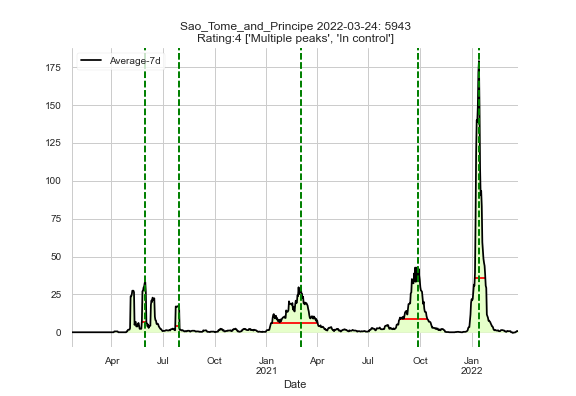 Sao_Tome_and_Principe 2022-03-24: 5943
Rating:4 ['Multiple peaks', 'In control']
Average-7d
175
150
125
100
75
50
25
0
Apr Jul Oct Jan Apr Jul Oct Jan
2021 2022
Date